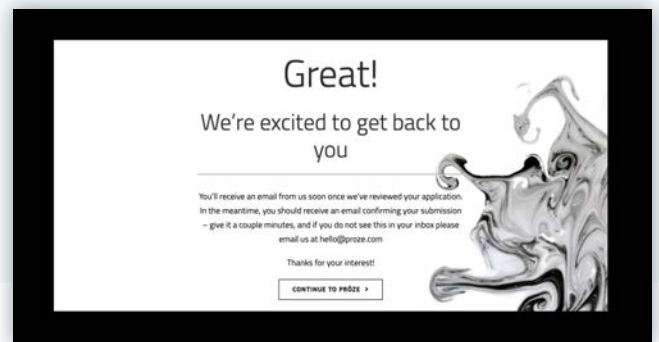 Great!
We're excited to get back to
you
You'll receive an email from us soon once we've reviewed your application.
In the meantime, you should receive an email confirming your submission
– give it a couple minutes, and if you do not see this in your inbox please
email us at hello@proze.com
Thanks for your interest!
CONTINUE TO PRŌZE >